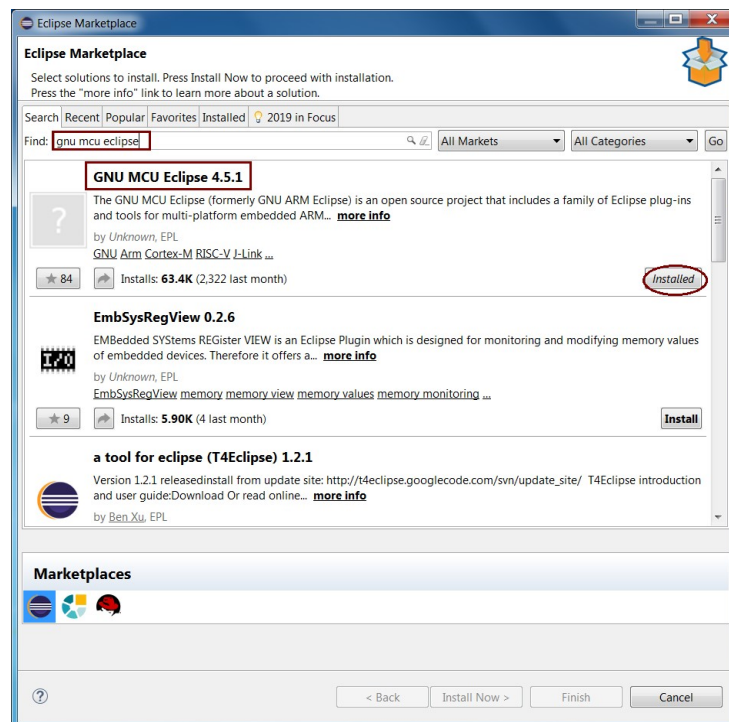 Eclipse Marketplace
Eclipse Marketplace
Select solutions to install. Press Install Now to proceed with installation.
Press the "more info" link to learn more about a solution.
Search Recent Popular Favorites Installed 2019 in Focus
Find: gnu mcu eclipse All Markets All Categories Go
GNU MCU Eclipse 4.5.1
The GNU MCU Eclipse (formerly GNU ARM Eclipse) is an open source project that includes a family of Eclipse plug-ins
and tools for multi-platform embedded ARM... more info
by Unknown, EPL
GNU Arm Cortex-M RISC-V J-Link ...
84 Installs: 63.4K (2,322 last month) Installed
EmbSysRegView 0.2.6
EMBedded SYStems REGister VIEW is an Eclipse Plugin which is designed for monitoring and modifying memory values
of embedded devices. Therefore it offers a... more info
I/O
by Unknown, EPL
EmbSysRegView memory memory view memory values memory monitoring ...
9 Installs: 5.90K (4 last month) Install
a tool for eclipse (T4Eclipse) 1.2.1
Version 1.2.1 releasedinstall from update site: http://t4eclipse.googlecode.com/svn/update_site/ T4Eclipse introduction
and user guide:Download Or read online... more info
by Ben Xu, EPL
Marketplaces
? < Back Install Now > Finish Cancel